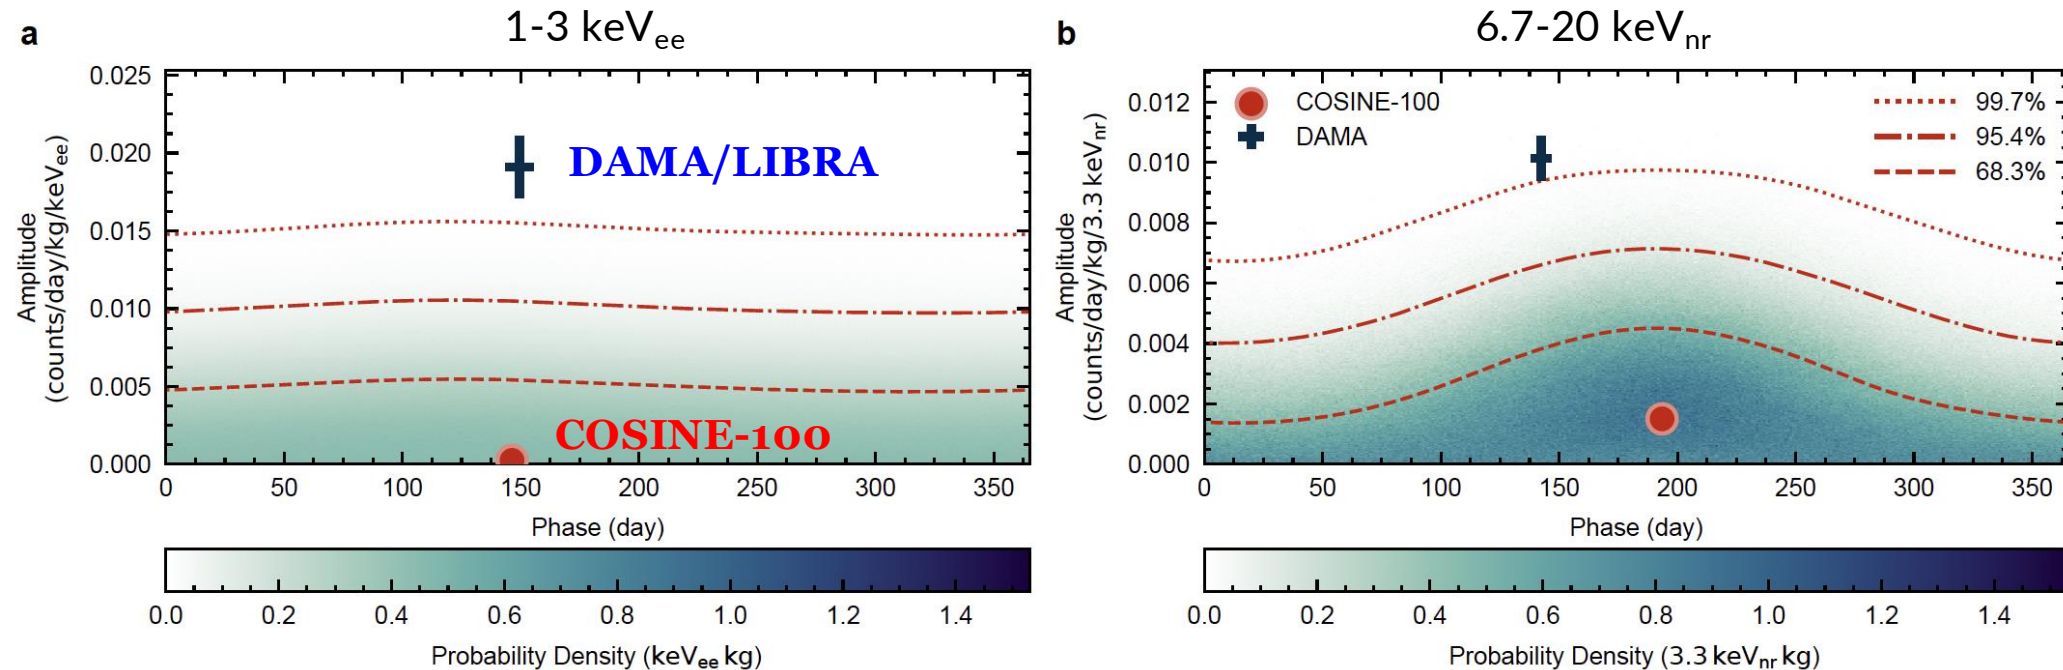 a
1-3 keVee
0.025
0.020
0.015
0.010
0.005
0.000
Amplitude
(counts/day/kg/keVee)
DAMA/LIBRA
COSINE-100
0 50 100 150 200 250 300 350
Phase (day)
0.0 0.2 0.4 0.6 0.8 1.0 1.2 1.4
Probability Density (keVee kg)
b
6.7-20 keVnr
0.012
0.010
0.008
0.006
0.004
0.002
0.000
Amplitude
(counts/day/kg/3.3 keVnr)
COSINE-100
DAMA
99.7%
95.4%
68.3%
0 50 100 150 200 250 300 350
Phase (day)
0.0 0.2 0.4 0.6 0.8 1.0 1.2 1.4
Probability Density (3.3 keVnr kg)